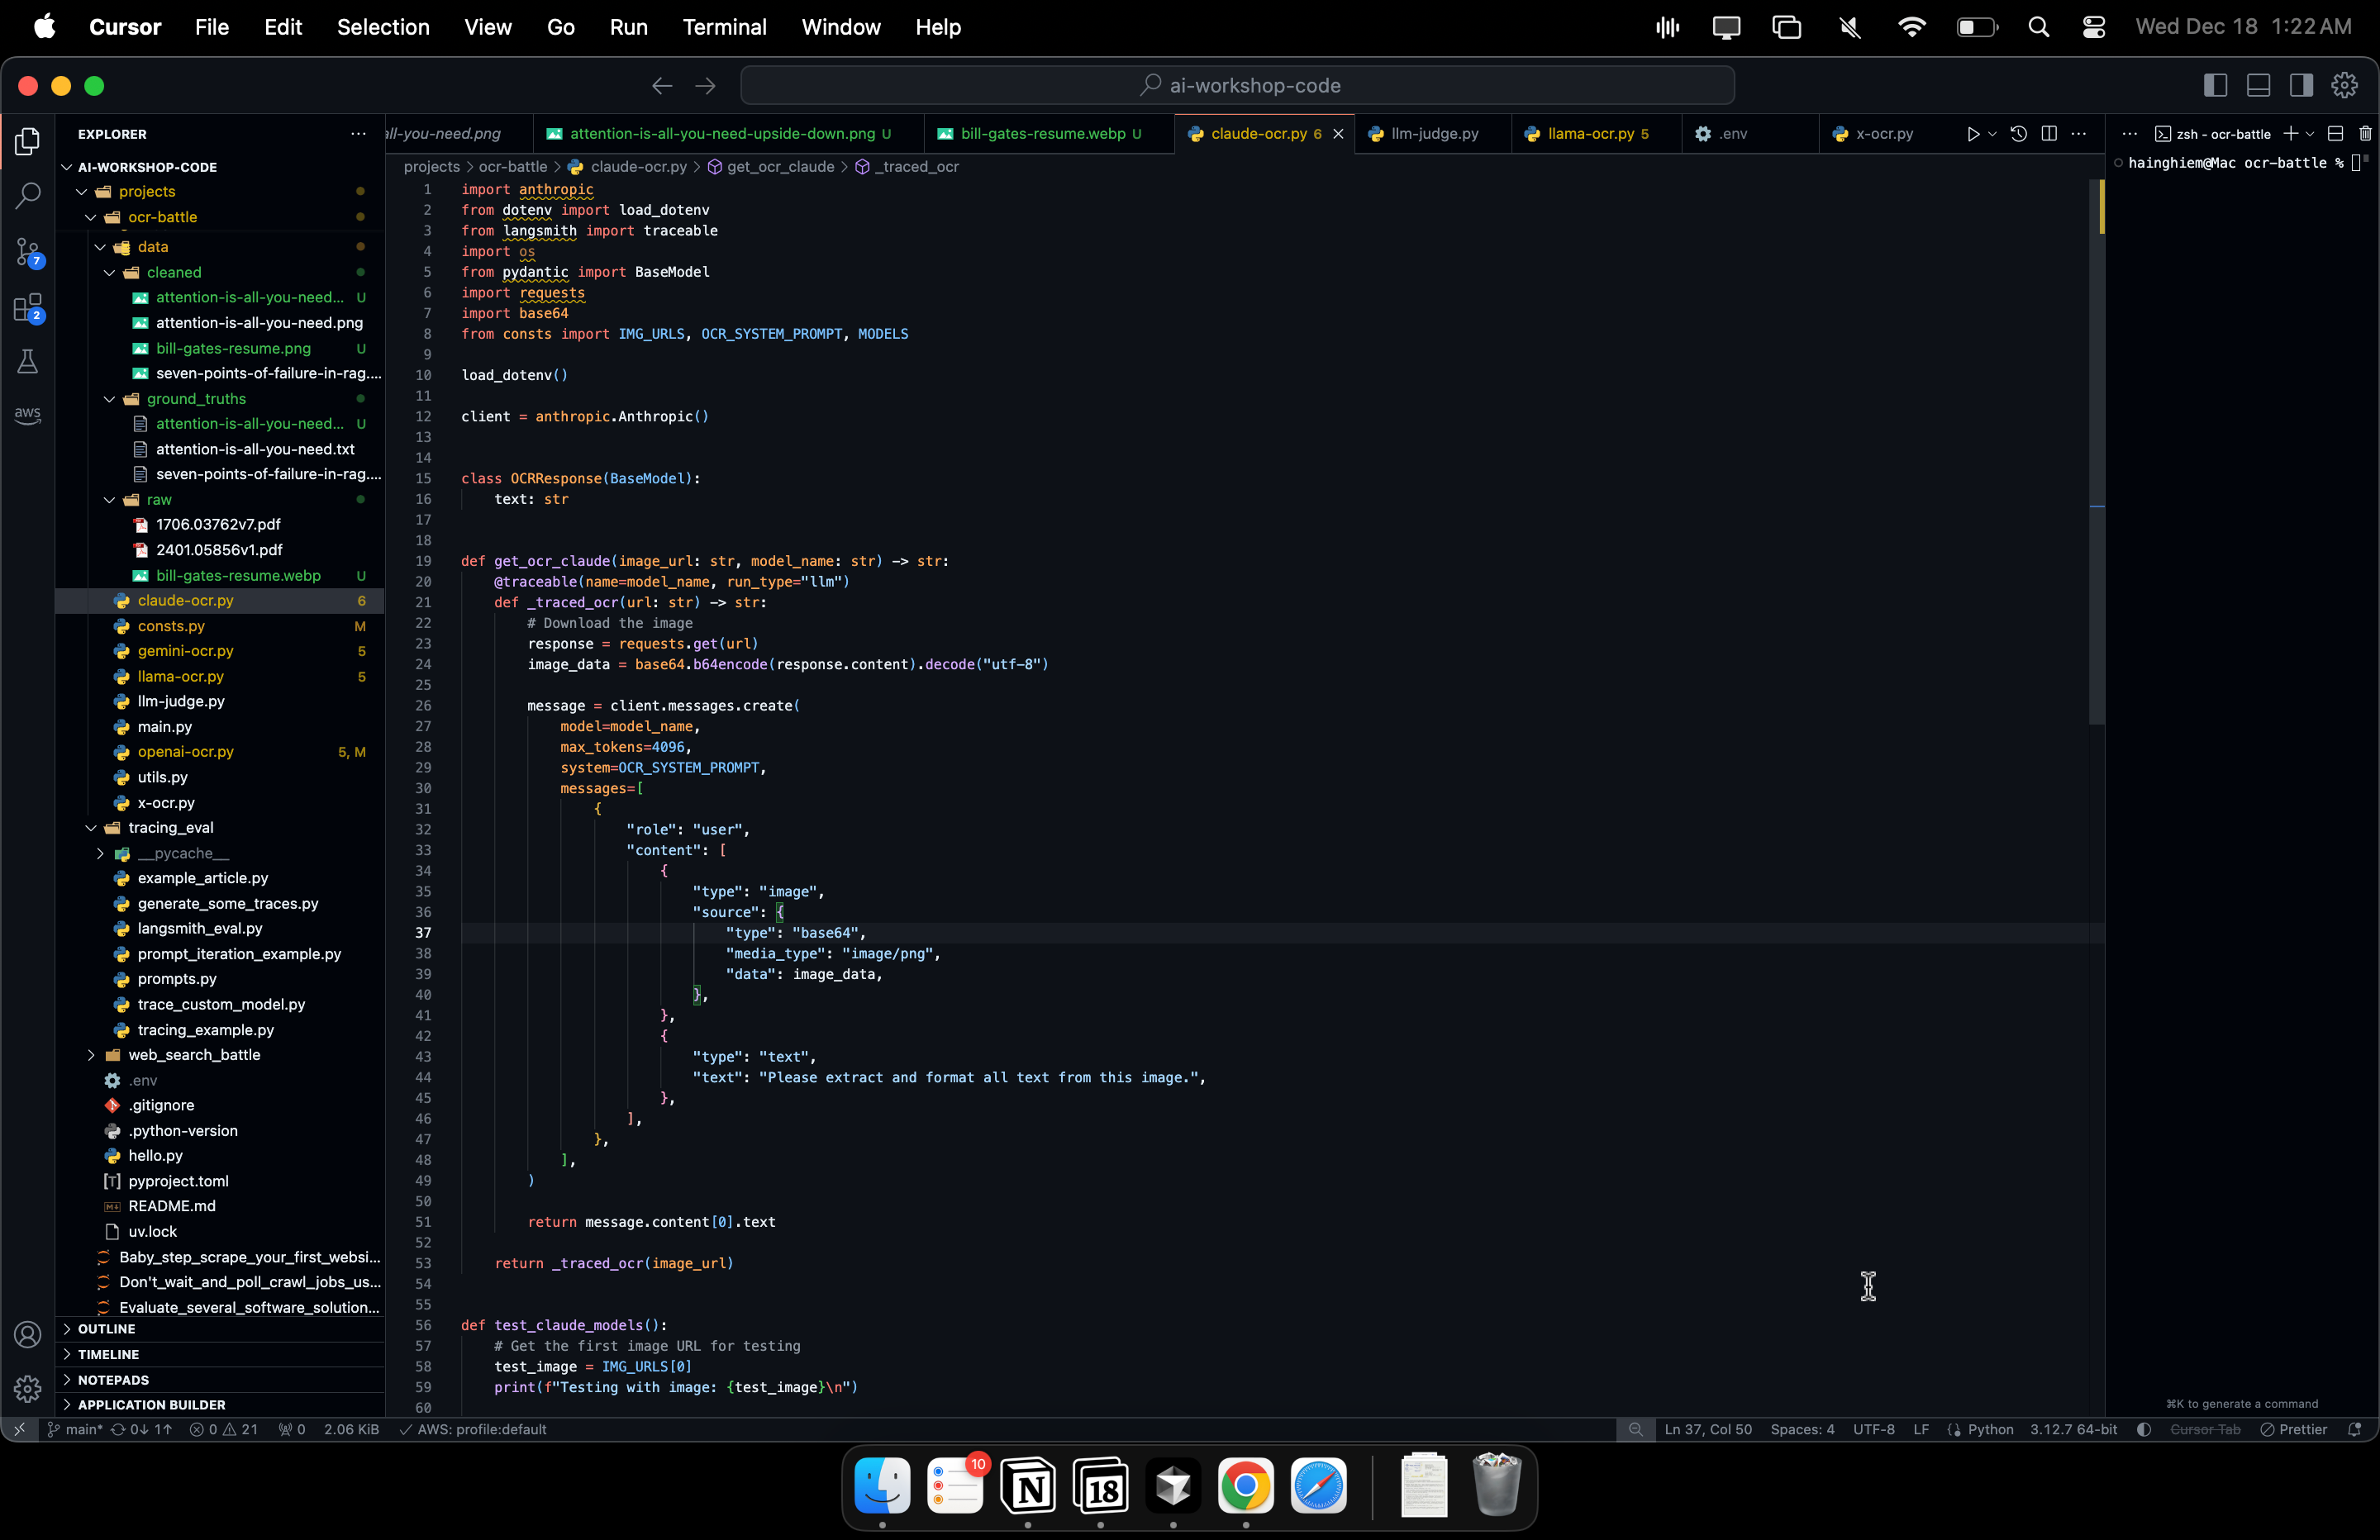 Cursor File Edit Selection View Go Run Terminal Window Help Wed Dec 18 1:22 AM
ai-workshop-code
EXPLORER
AI-WORKSHOP-CODE
projects
ocr-battle
data
cleaned
attention-is-all-you-need... U
attention-is-all-you-need.png
bill-gates-resume.png U
seven-points-of-failure-in-rag....
ground_truths
attention-is-all-you-need... U
attention-is-all-you-need.txt
seven-points-of-failure-in-rag....
raw
1706.03762v7.pdf
2401.05856v1.pdf
bill-gates-resume.webp U
claude-ocr.py 6
consts.py M
gemini-ocr.py 5
llama-ocr.py 5
llm-judge.py
main.py
openai-ocr.py 5, M
utils.py
x-ocr.py
tracing_eval
__pycache__
example_article.py
generate_some_traces.py
langsmith_eval.py
prompt_iteration_example.py
prompts.py
trace_custom_model.py
tracing_example.py
web_search_battle
.env
.gitignore
.python-version
hello.py
pyproject.toml
README.md
uv.lock
Baby_step_scrape_your_first_websi...
Don't_wait_and_poll_crawl_jobs_us...
Evaluate_several_software_solution...
OUTLINE
TIMELINE
NOTEPADS
APPLICATION BUILDER
7
2
aws
all-you-need.png attention-is-all-you-need-upside-down.png U bill-gates-resume.webp U claude-ocr.py 6 llm-judge.py llama-ocr.py 5 .env x-ocr.py
projects > ocr-battle > claude-ocr.py > get_ocr_claude > _traced_ocr
1 import anthropic
2 from dotenv import load_dotenv
3 from langsmith import traceable
4 import os
5 from pydantic import BaseModel
6 import requests
7 import base64
8 from consts import IMG_URLS, OCR_SYSTEM_PROMPT, MODELS
9
10 load_dotenv()
11
12 client = anthropic.Anthropic()
13
14
15 class OCRResponse(BaseModel):
16 text: str
17
18
19 def get_ocr_claude(image_url: str, model_name: str) -> str:
20 @traceable(name=model_name, run_type="llm")
21 def _traced_ocr(url: str) -> str:
22 # Download the image
23 response = requests.get(url)
24 image_data = base64.b64encode(response.content).decode("utf-8")
25
26 message = client.messages.create(
27 model=model_name,
28 max_tokens=4096,
29 system=OCR_SYSTEM_PROMPT,
30 messages=[
31 {
32 "role": "user",
33 "content": [
34 {
35 "type": "image",
36 "source": {
37 "type": "base64",
38 "media_type": "image/png",
39 "data": image_data,
40 },
41 },
42 {
43 "type": "text",
44 "text": "Please extract and format all text from this image.",
45 },
46 ],
47 },
48 ],
49 )
50
51 return message.content[0].text
52
53 return _traced_ocr(image_url)
54
55
56 def test_claude_models():
57 # Get the first image URL for testing
58 test_image = IMG_URLS[0]
59 print(f"Testing with image: {test_image}\n")
60
zsh - ocr-battle
hainghiem@Mac ocr-battle %
⌘K to generate a command
main* 0↓ 1↑ 0 21 0 2.06 KiB AWS: profile:default Ln 37, Col 50 Spaces: 4 UTF-8 LF Python 3.12.7 64-bit Cursor Tab Prettier
10
18